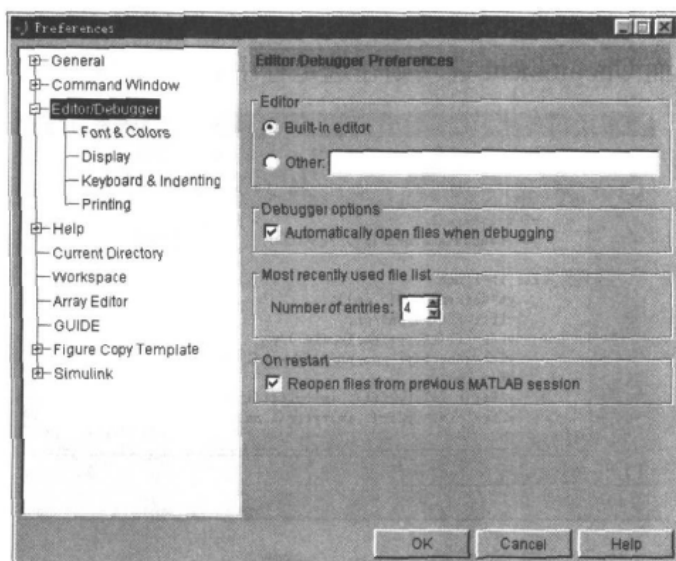 Preferences
General
Command Window
Editor/Debugger
Font & Colors
Display
Keyboard & Indenting
Printing
Help
Current Directory
Workspace
Array Editor
GUIDE
Figure Copy Template
Simulink
Editor/Debugger Preferences
Editor
Built-in editor
Other:
Debugger options
Automatically open files when debugging
Most recently used file list
Number of entries: 4
On restart
Reopen files from previous MATLAB session
OK Cancel Help